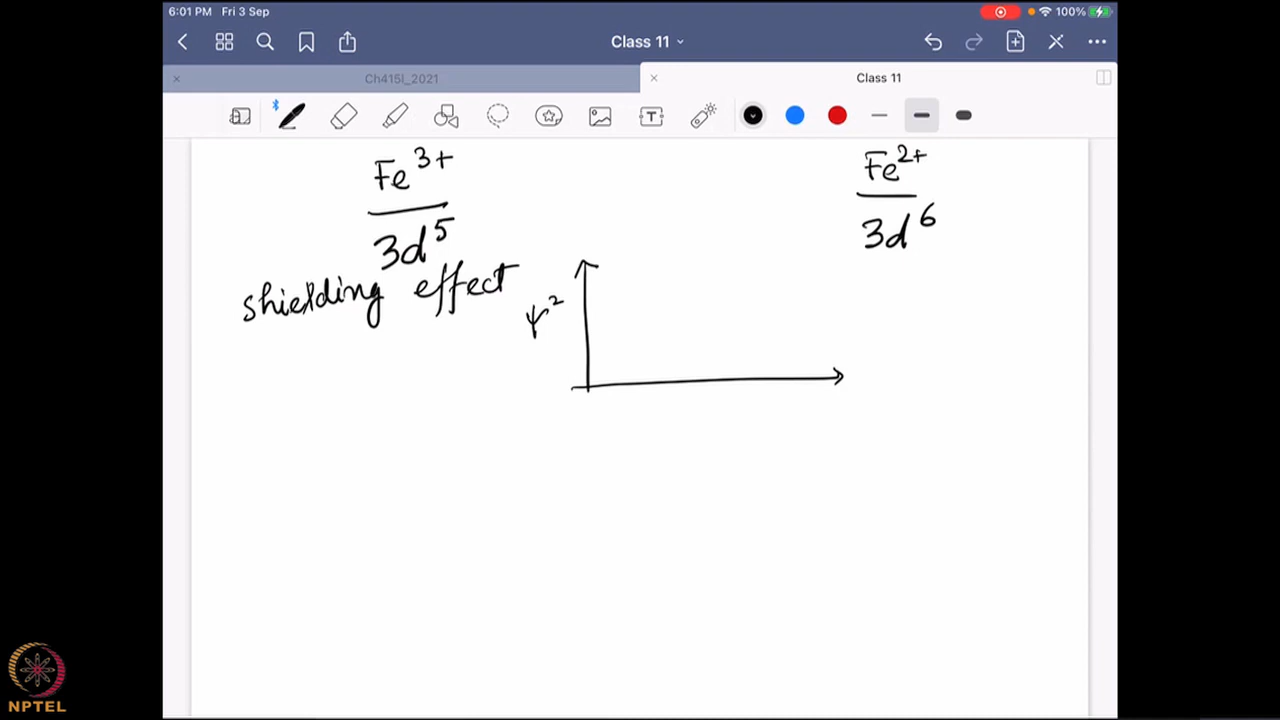 6:01 PM Fri 3 Sep
100%
Class 11
Ch415I_2021
Class 11
T
Fe³⁺
3d⁵
Fe²⁺
3d⁶
shielding effect
ψ²
NPTEL